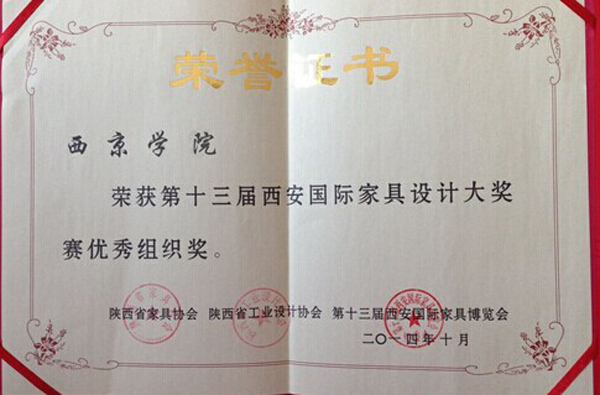 荣誉证书
西京学院
荣获第十三届西安国际家具设计大奖
赛优秀组织奖。
陕西省家具协会 陕西省工业设计协会 第十三届西安国际家具博览会
二〇一四年十月